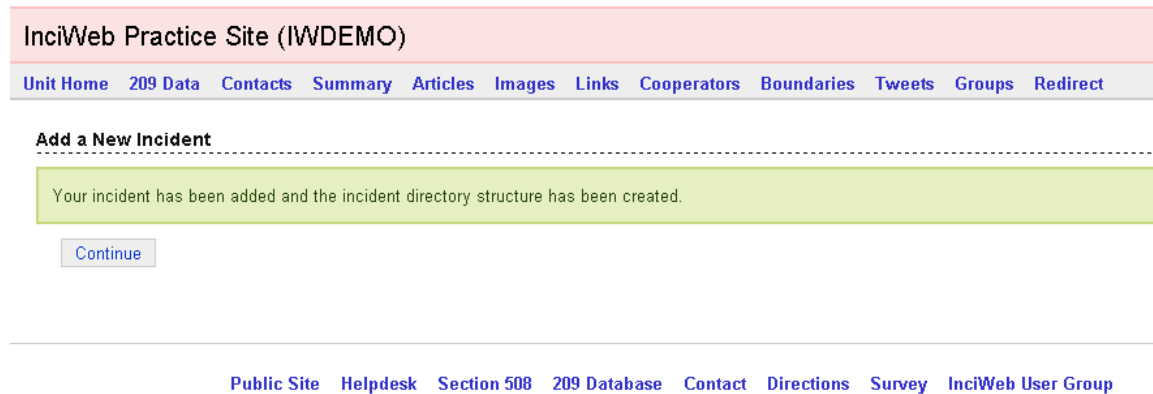 InciWeb Practice Site (IWDEMO)
Unit Home 209 Data Contacts Summary Articles Images Links Cooperators Boundaries Tweets Groups Redirect
Add a New Incident
Your incident has been added and the incident directory structure has been created.
Continue
Public Site Helpdesk Section 508 209 Database Contact Directions Survey InciWeb User Group